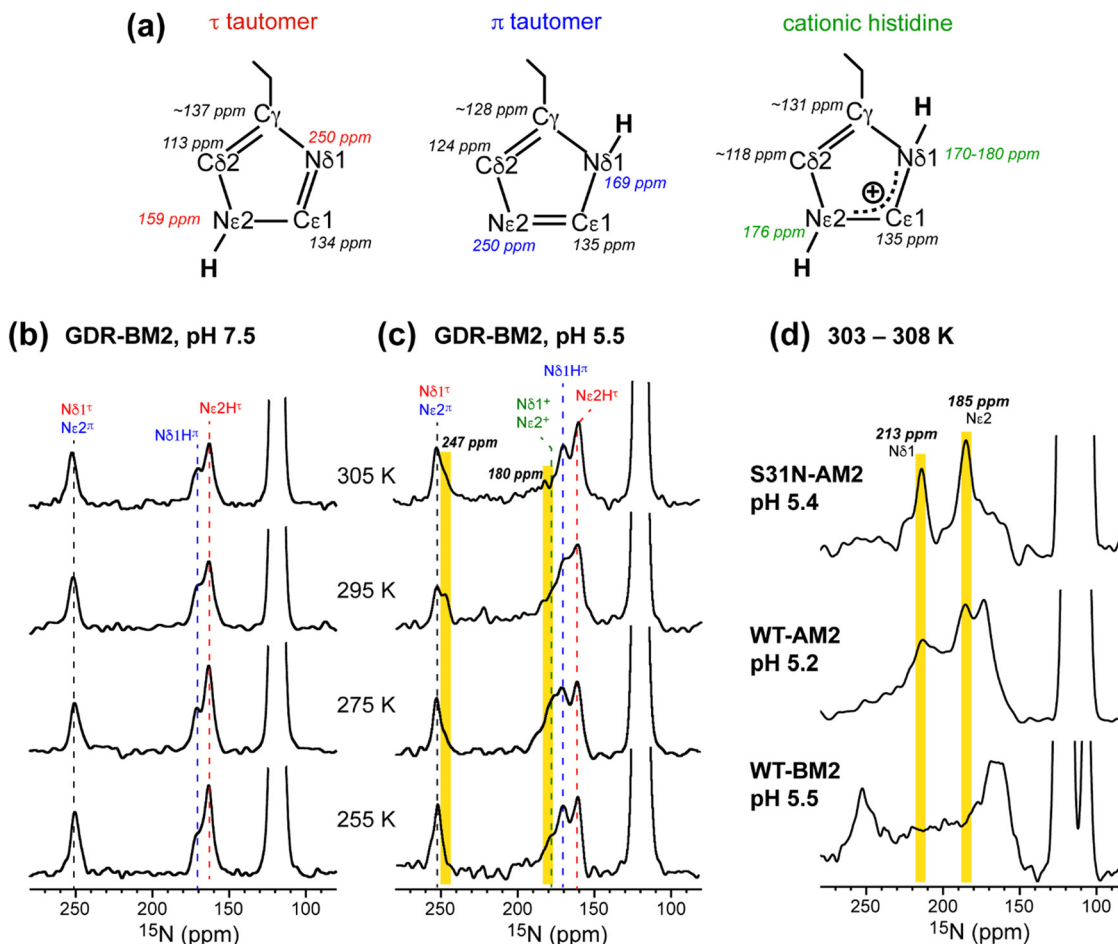 (a)
τ tautomer
π tautomer
cationic histidine
~137 ppm
Cγ
250 ppm
113 ppm
Cδ2
Nδ1
159 ppm
Nε2
Cε1
134 ppm
H
~128 ppm
Cγ
H
124 ppm
Cδ2
Nδ1
169 ppm
Nε2
Cε1
250 ppm
135 ppm
~131 ppm
Cγ
H
~118 ppm
Cδ2
Nδ1
170-180 ppm
+
Nε2
Cε1
176 ppm
135 ppm
H
(b) GDR-BM2, pH 7.5
Nδ1τ
Nε2π
Nδ1Hπ
Nε2Hτ
250 200 150 100
15N (ppm)
(c) GDR-BM2, pH 5.5
Nδ1τ
Nε2π
247 ppm
Nδ1+
Nε2+
180 ppm
Nδ1Hπ
Nε2Hτ
305 K
295 K
275 K
255 K
250 200 150 100
15N (ppm)
(d) 303 – 308 K
185 ppm
Nε2
213 ppm
Nδ1
S31N-AM2
pH 5.4
WT-AM2
pH 5.2
WT-BM2
pH 5.5
250 200 150 100
15N (ppm)